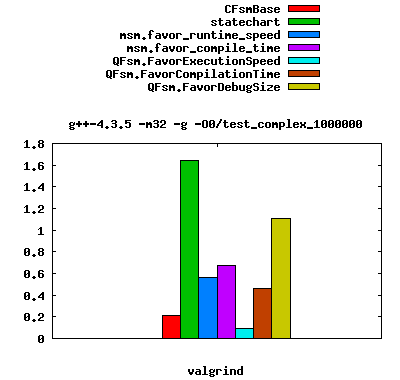 CFsmBase
statechart
msm.favor_runtime_speed
msm.favor_compile_time
QFsm.FavorExecutionSpeed
QFsm.FavorCompilationTime
QFsm.FavorDebugSize
g++-4.3.5 -m32 -g -O0/test_complex_1000000
1.8
1.6
1.4
1.2
1
0.8
0.6
0.4
0.2
0
valgrind